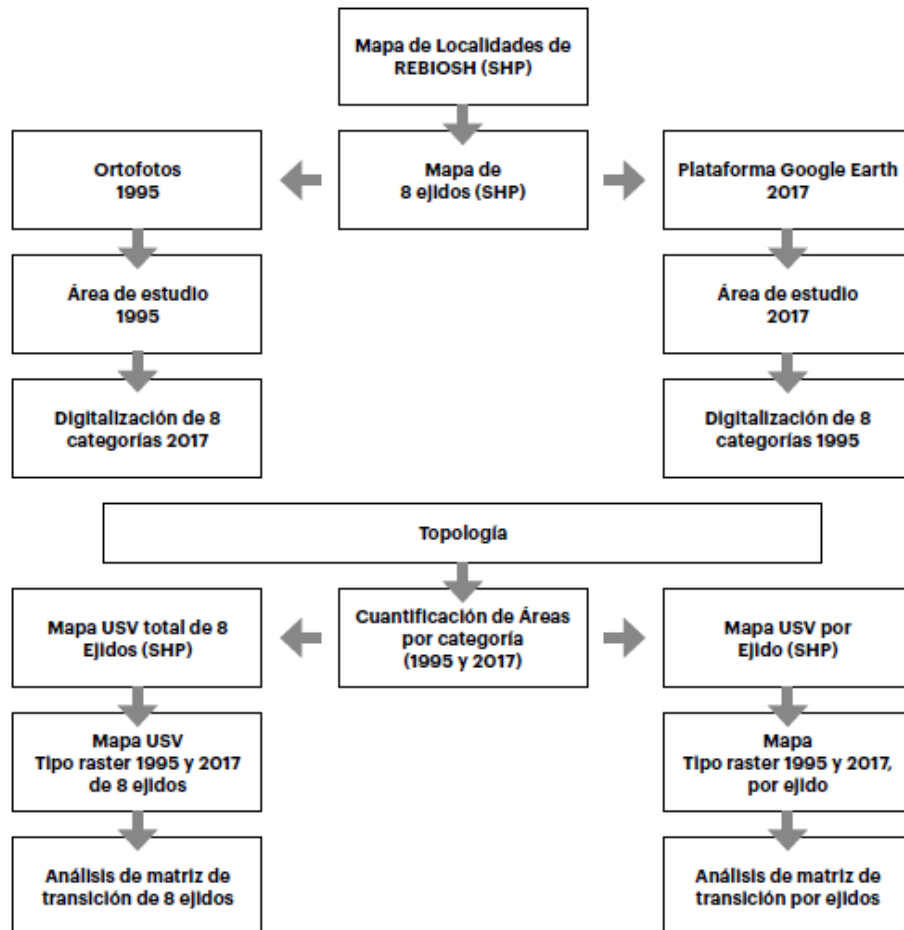 Mapa de Localidades de
REBIOSH (SHP)
Ortofotos
1995
Mapa de
8 ejidos (SHP)
Plataforma Google Earth
2017
Área de estudio
1995
Área de estudio
2017
Digitalización de 8
categorías 2017
Digitalización de 8
categorías 1995
Topología
Mapa USV total de 8
Ejidos (SHP)
Cuantificación de Áreas
por categoría
(1995 y 2017)
Mapa USV por
Ejido (SHP)
Mapa USV
Tipo raster 1995 y 2017
de 8 ejidos
Mapa
Tipo raster 1995 y 2017,
por ejido
Análisis de matriz de
transición de 8 ejidos
Análisis de matriz de
transición por ejidos